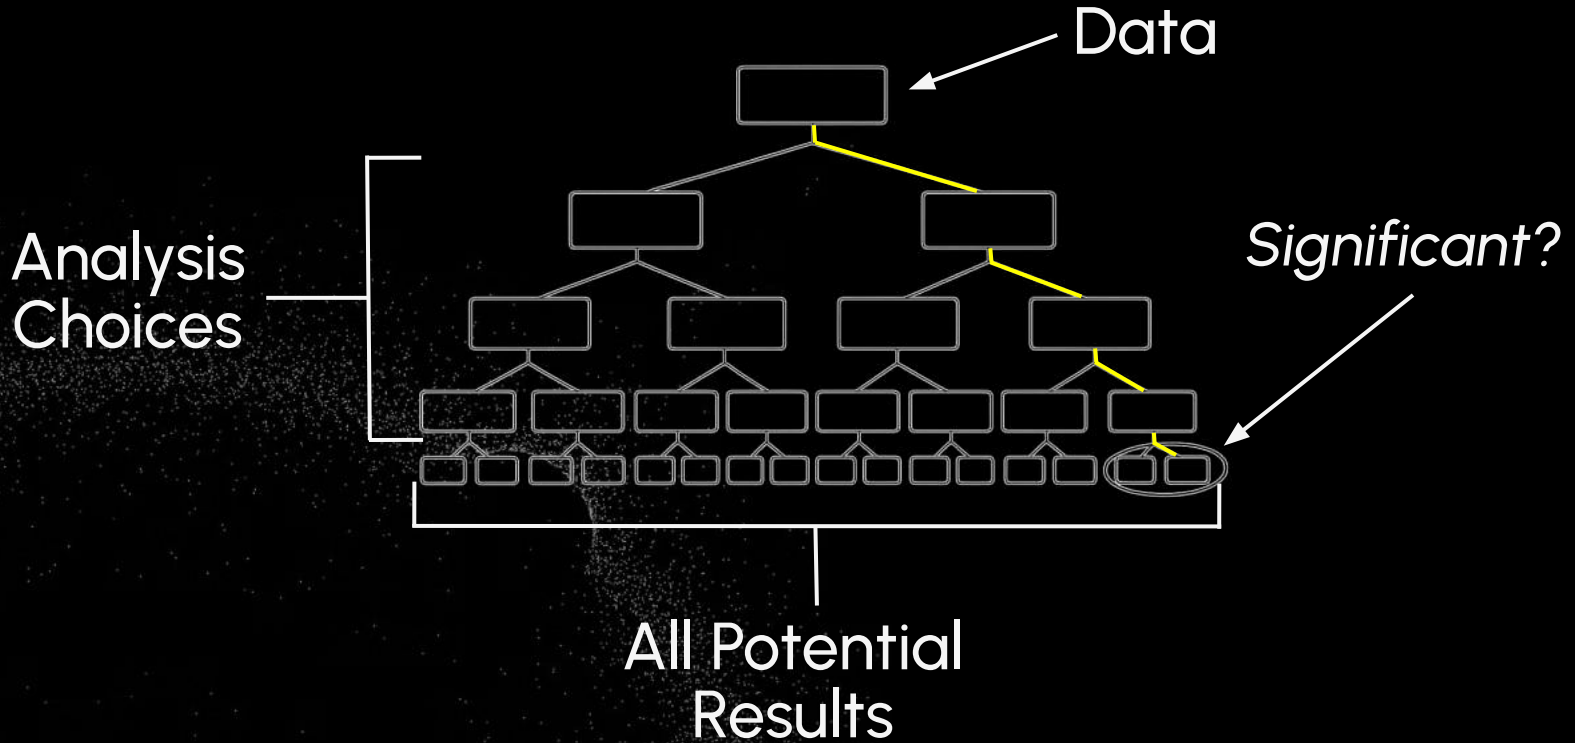 Data
Analysis
Choices
Significant?
All Potential
Results